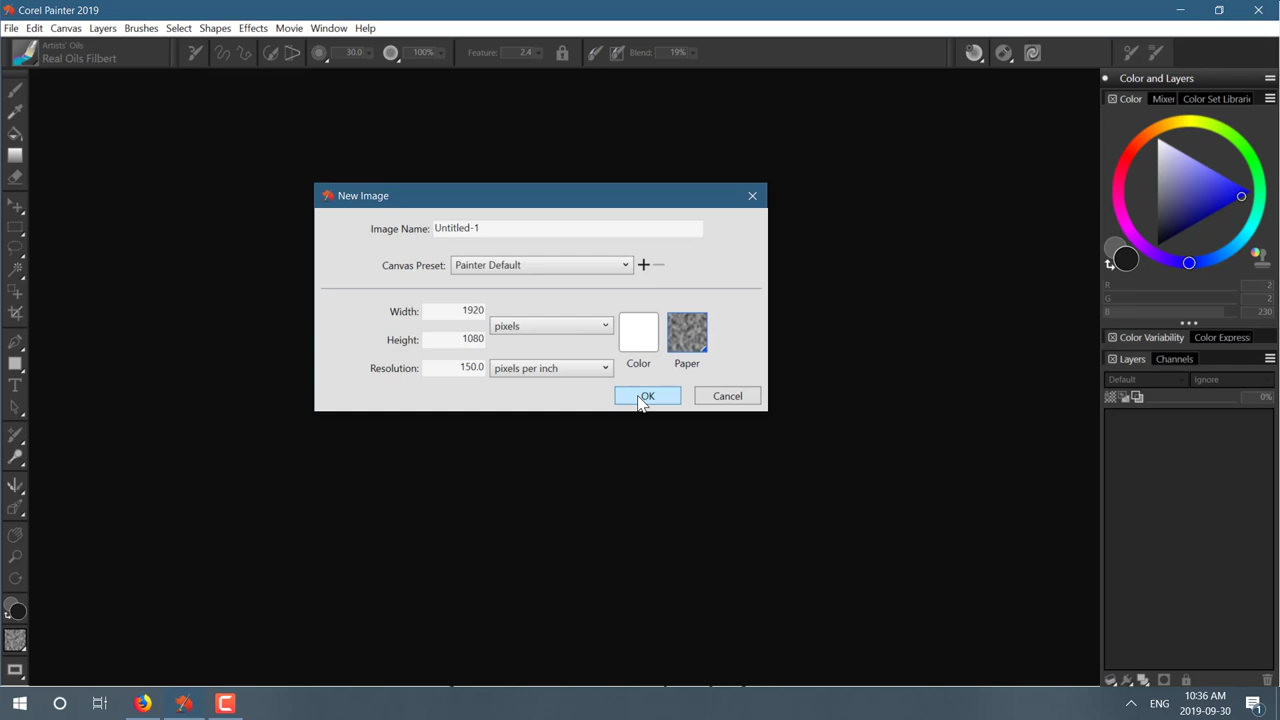 Corel Painter 2019
File Edit Canvas Layers Brushes Select Shapes Effects Movie Window Help
Artists' Oils
Real Oils Filbert
30.0 100% Feature: 2.4 Blend: 19%
Color and Layers
Color Mixer Color Set Librari
New Image
Image Name: Untitled-1
Canvas Preset: Painter Default
Width: 1920
pixels
Height: 1080
Color Paper
Resolution: 150.0 pixels per inch
OK Cancel
R 2
G 2
B 230
Color Variability Color Express
Layers Channels
Default Ignore
0%
ENG
10:36 AM
2019-09-30
1